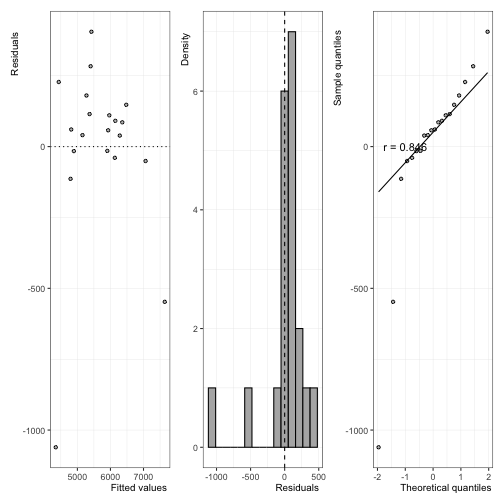 Residuals
0
-500
-1000
5000 6000 7000
Fitted values
Density
6
4
2
0
-1000 -500 0 500
Residuals
Sample quantiles
0
-500
-1000
r = 0.846
-2 -1 0 1 2
Theoretical quantiles